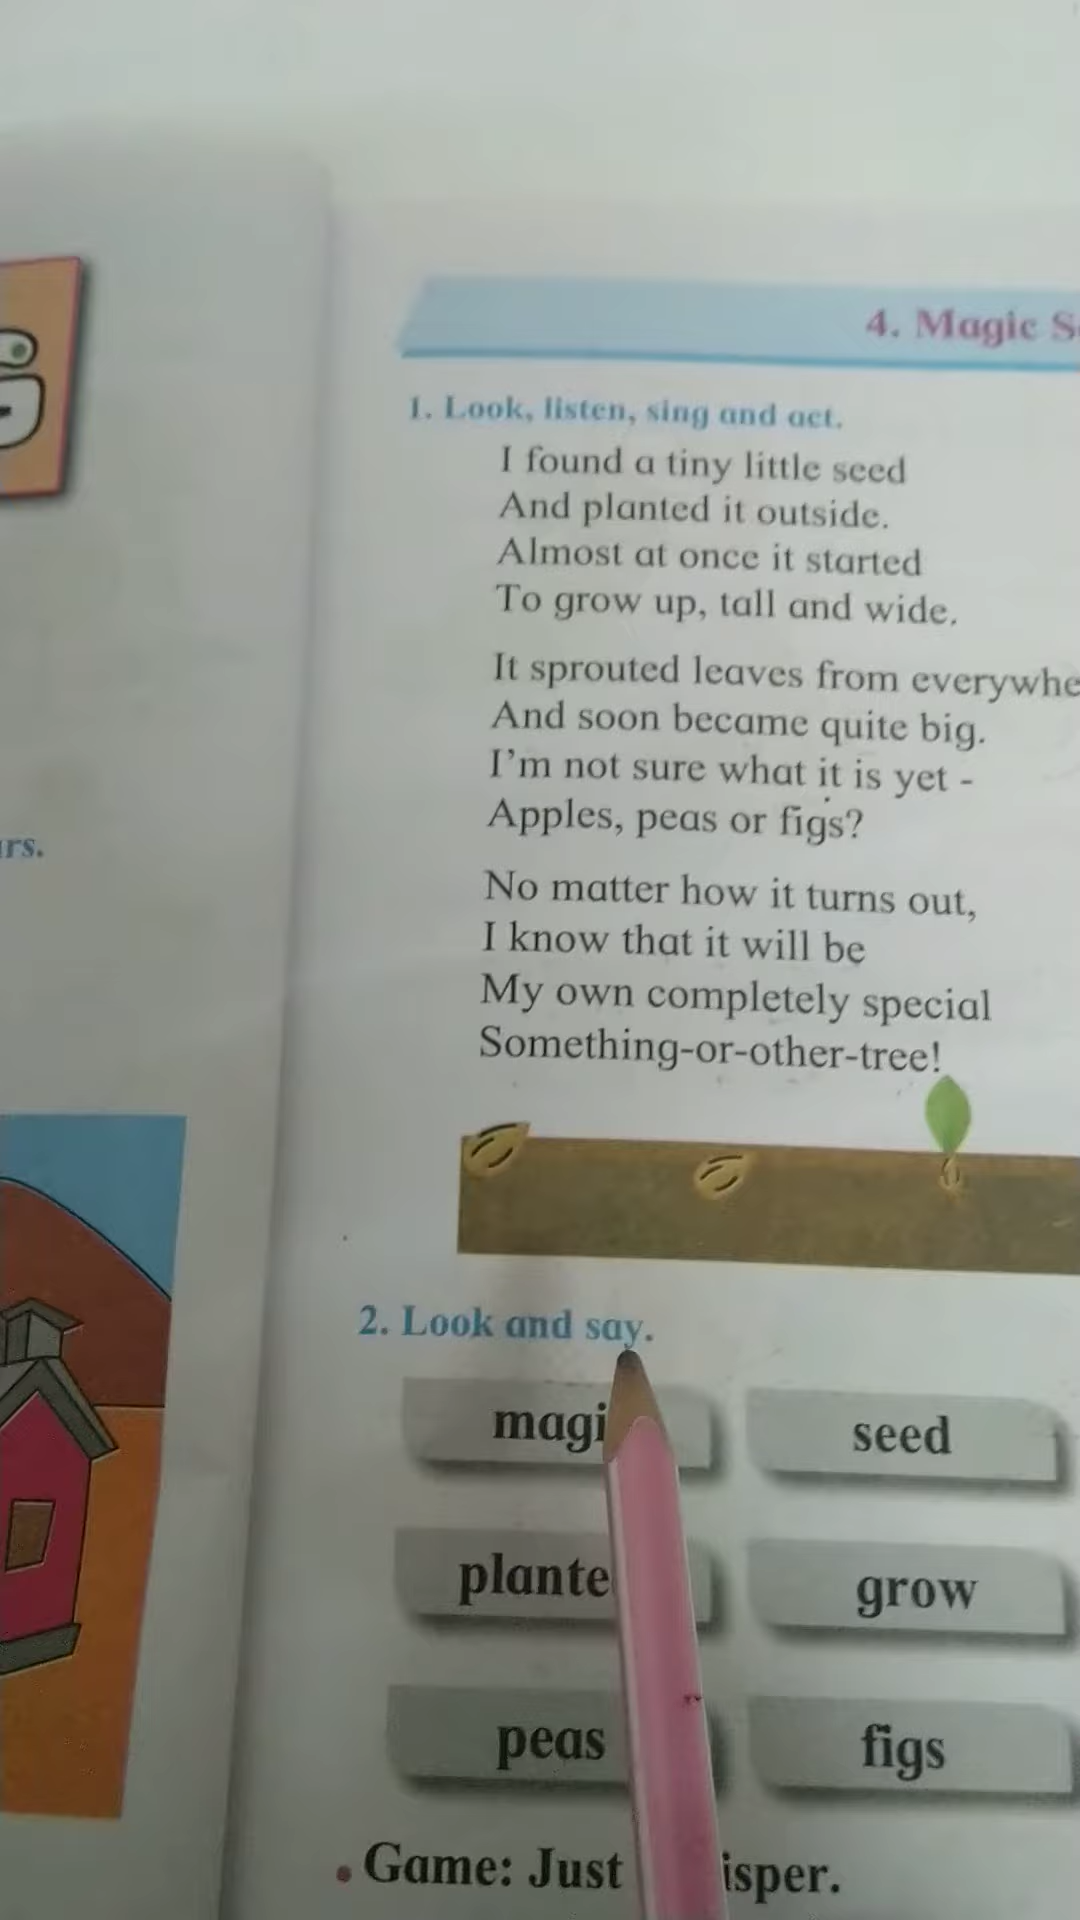 rs.
4. Magic S
1. Look, listen, sing and act.
I found a tiny little seed
And planted it outside.
Almost at once it started
To grow up, tall and wide.
It sprouted leaves from everywhe
And soon became quite big.
I'm not sure what it is yet -
Apples, peas or figs?
No matter how it turns out,
I know that it will be
My own completely special
Something-or-other-tree!
2. Look and say.
magi seed
plante grow
peas figs
• Game: Just isper.